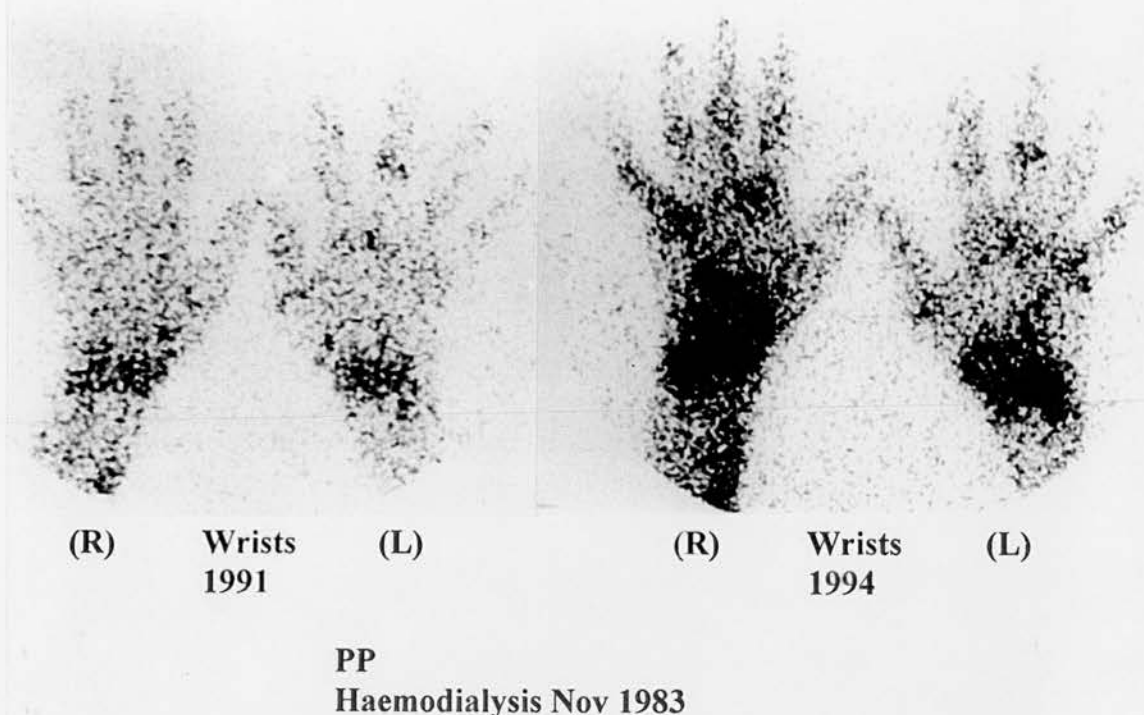 (R) Wrists (L)
1991
(R) Wrists (L)
1994
PP
Haemodialysis Nov 1983